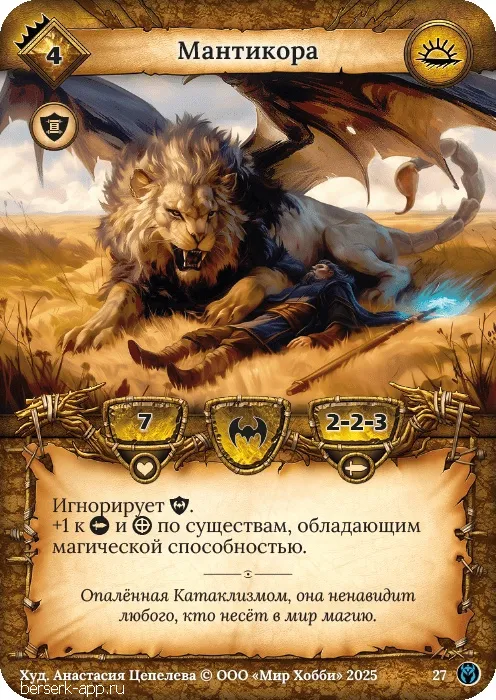 4
Мантикора
7
2-2-3
Игнорирует .
+1 к и по существам, обладающим
магической способностью.
Опалённая Катаклизмом, она ненавидит
любого, кто несёт в мир магию.
Худ. Анастасия Цепелева © ООО «Мир Хобби» 2025
27
berserk-app.ru